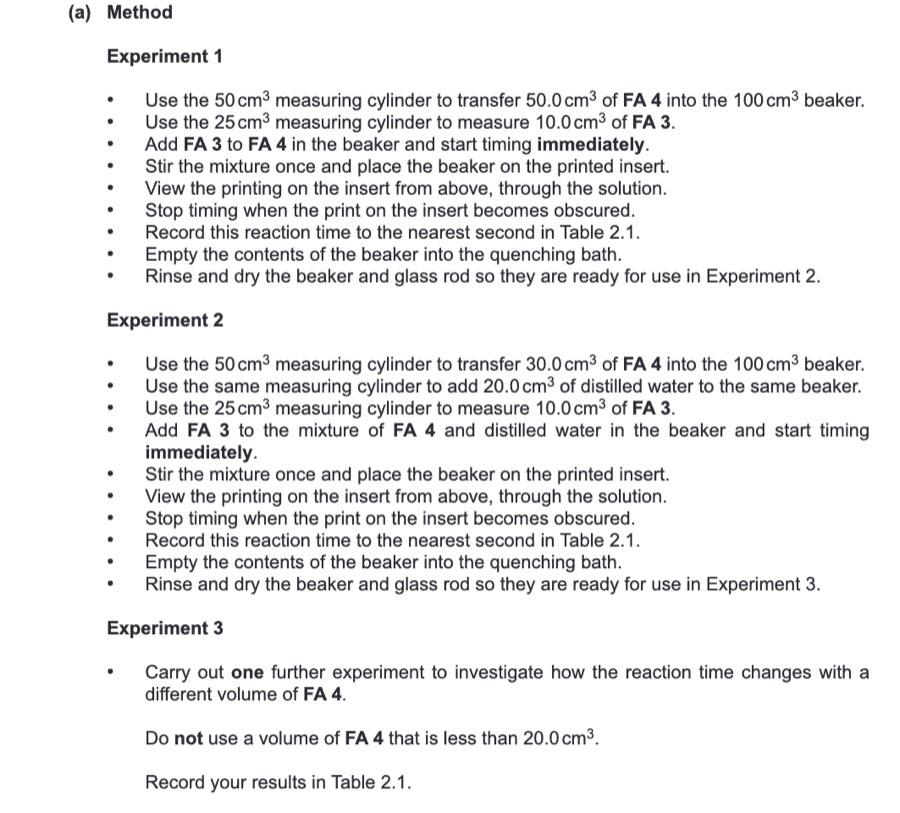 (a) Method
Experiment 1
• Use the 50 cm³ measuring cylinder to transfer 50.0 cm³ of FA 4 into the 100 cm³ beaker.
• Use the 25 cm³ measuring cylinder to measure 10.0 cm³ of FA 3.
• Add FA 3 to FA 4 in the beaker and start timing immediately.
• Stir the mixture once and place the beaker on the printed insert.
• View the printing on the insert from above, through the solution.
• Stop timing when the print on the insert becomes obscured.
• Record this reaction time to the nearest second in Table 2.1.
• Empty the contents of the beaker into the quenching bath.
• Rinse and dry the beaker and glass rod so they are ready for use in Experiment 2.
Experiment 2
• Use the 50 cm³ measuring cylinder to transfer 30.0 cm³ of FA 4 into the 100 cm³ beaker.
• Use the same measuring cylinder to add 20.0 cm³ of distilled water to the same beaker.
• Use the 25 cm³ measuring cylinder to measure 10.0 cm³ of FA 3.
• Add FA 3 to the mixture of FA 4 and distilled water in the beaker and start timing
immediately.
• Stir the mixture once and place the beaker on the printed insert.
• View the printing on the insert from above, through the solution.
• Stop timing when the print on the insert becomes obscured.
• Record this reaction time to the nearest second in Table 2.1.
• Empty the contents of the beaker into the quenching bath.
• Rinse and dry the beaker and glass rod so they are ready for use in Experiment 3.
Experiment 3
• Carry out one further experiment to investigate how the reaction time changes with a
different volume of FA 4.
Do not use a volume of FA 4 that is less than 20.0 cm³.
Record your results in Table 2.1.